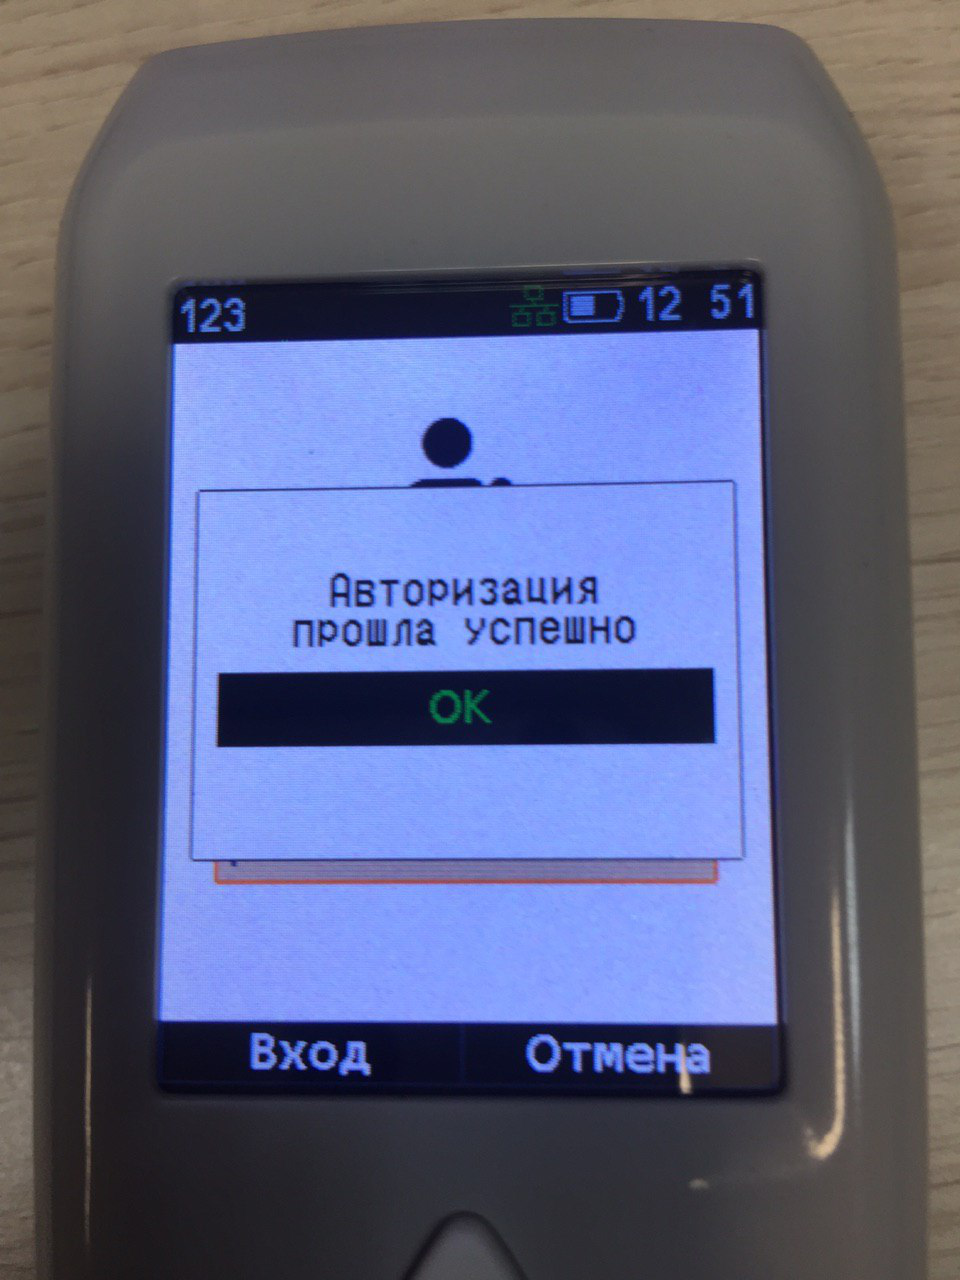 123 12 51
Авторизация
прошла успешно
OK
Вход Отмена